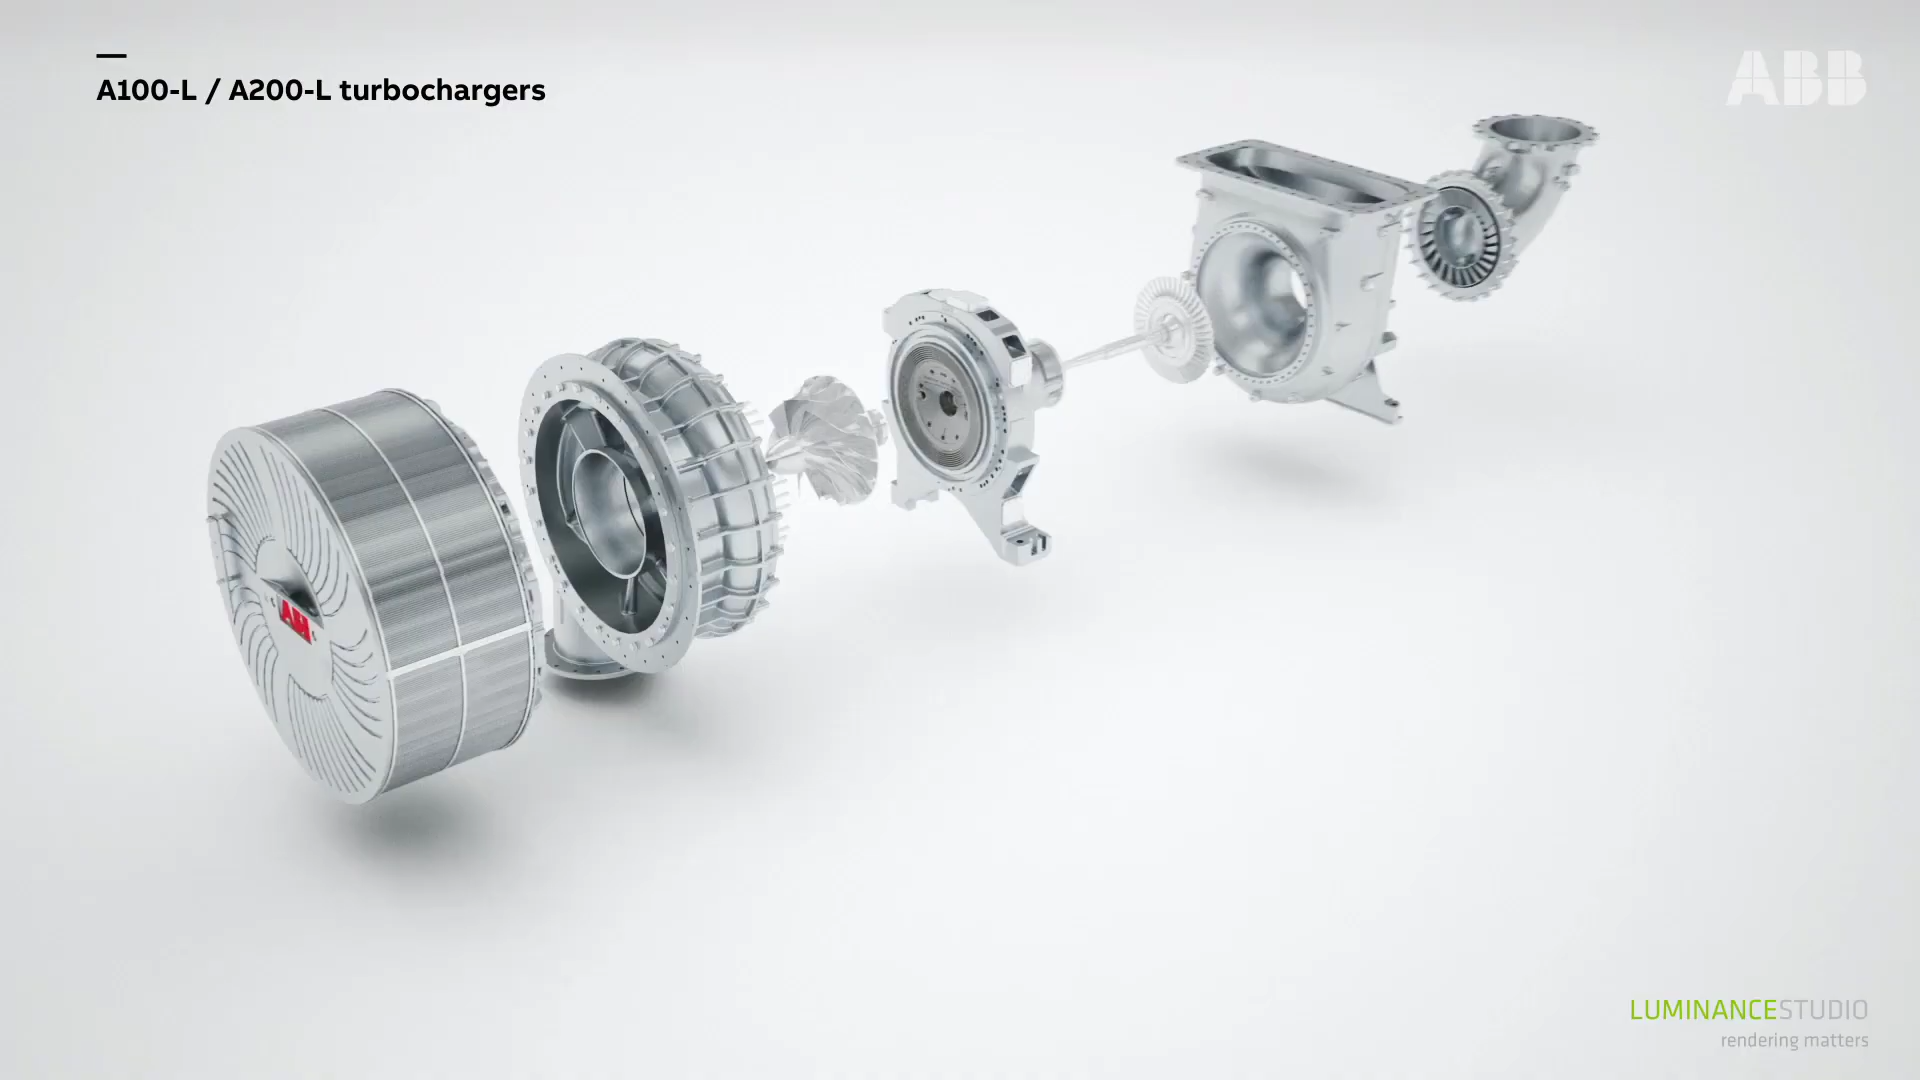 A100-L / A200-L turbochargers
ABB
LUMINANCESTUDIO
rendering matters